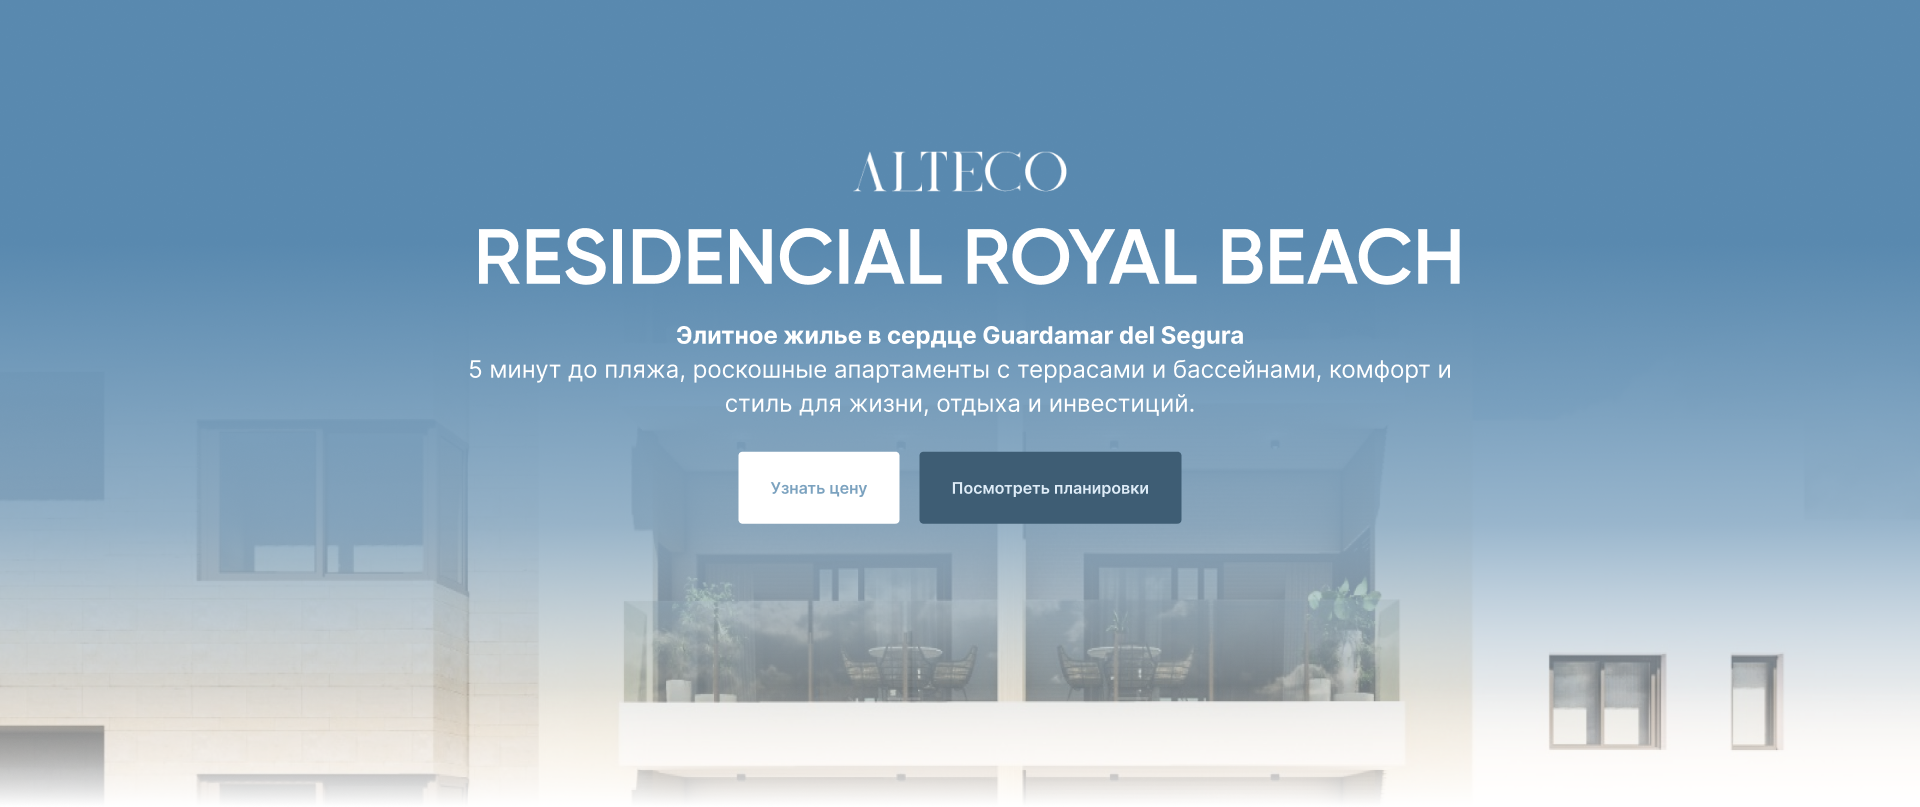 ALTECO
RESIDENCIAL ROYAL BEACH
Элитное жилье в сердце Guardamar del Segura
5 минут до пляжа, роскошные апартаменты с террасами и бассейнами, комфорт и
стиль для жизни, отдыха и инвестиций.
Узнать цену
Посмотреть планировки